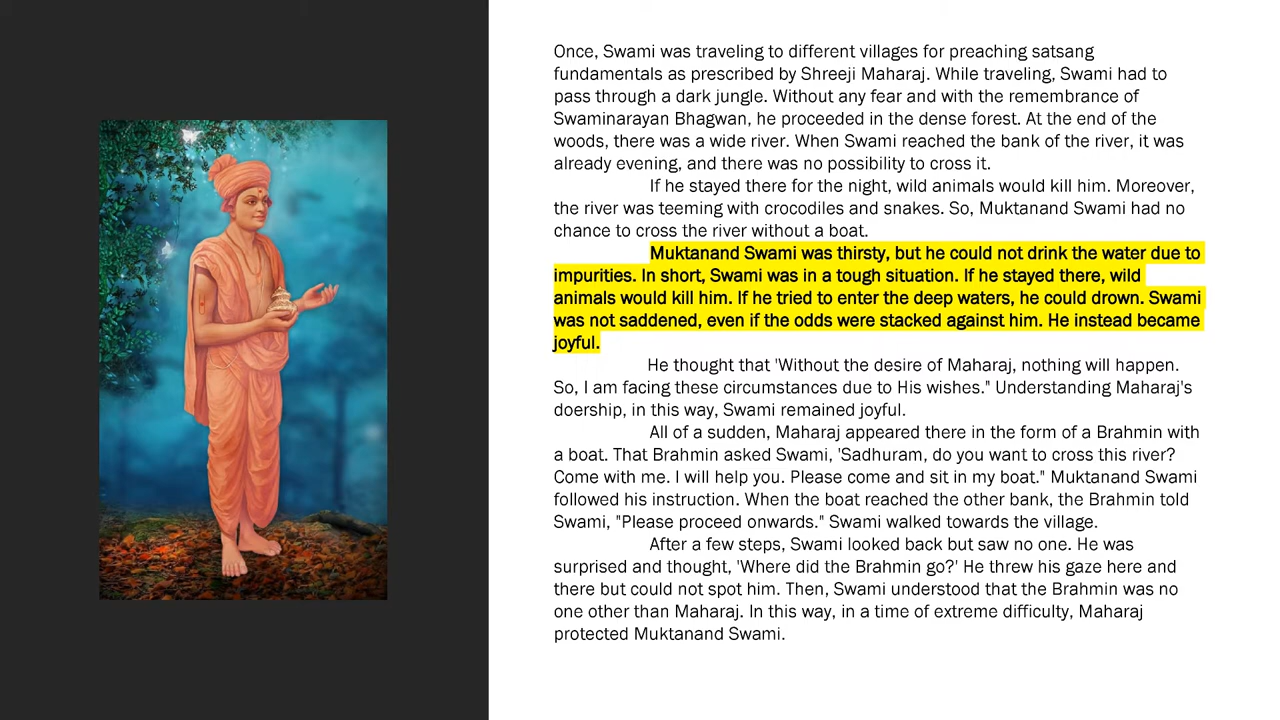 Once, Swami was traveling to different villages for preaching satsang
fundamentals as prescribed by Shreeji Maharaj. While traveling, Swami had to
pass through a dark jungle. Without any fear and with the remembrance of
Swaminarayan Bhagwan, he proceeded in the dense forest. At the end of the
woods, there was a wide river. When Swami reached the bank of the river, it was
already evening, and there was no possibility to cross it.
If he stayed there for the night, wild animals would kill him. Moreover,
the river was teeming with crocodiles and snakes. So, Muktanand Swami had no
chance to cross the river without a boat.
Muktanand Swami was thirsty, but he could not drink the water due to
impurities. In short, Swami was in a tough situation. If he stayed there, wild
animals would kill him. If he tried to enter the deep waters, he could drown. Swami
was not saddened, even if the odds were stacked against him. He instead became
joyful.
He thought that 'Without the desire of Maharaj, nothing will happen.
So, I am facing these circumstances due to His wishes." Understanding Maharaj's
doership, in this way, Swami remained joyful.
All of a sudden, Maharaj appeared there in the form of a Brahmin with
a boat. That Brahmin asked Swami, 'Sadhuram, do you want to cross this river?
Come with me. I will help you. Please come and sit in my boat." Muktanand Swami
followed his instruction. When the boat reached the other bank, the Brahmin told
Swami, "Please proceed onwards." Swami walked towards the village.
After a few steps, Swami looked back but saw no one. He was
surprised and thought, 'Where did the Brahmin go?' He threw his gaze here and
there but could not spot him. Then, Swami understood that the Brahmin was no
one other than Maharaj. In this way, in a time of extreme difficulty, Maharaj
protected Muktanand Swami.